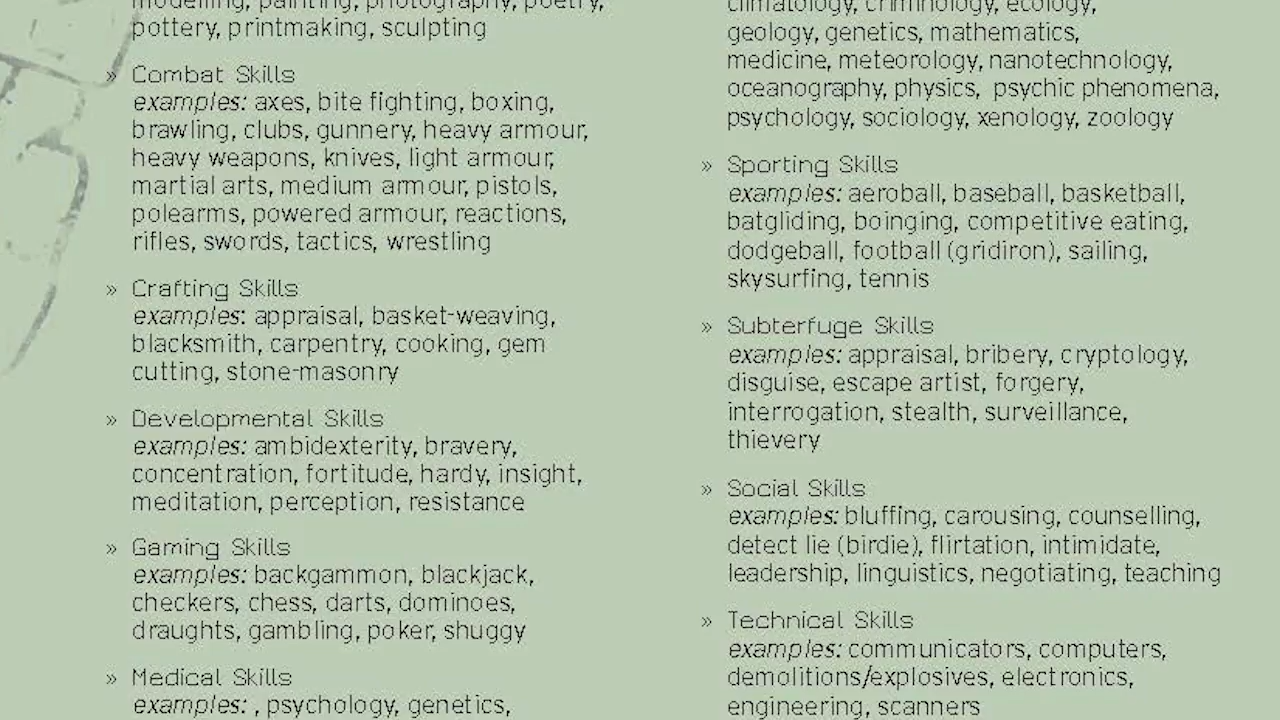 modelling, painting, photography, poetry,
pottery, printmaking, sculpting
» Combat Skills
examples: axes, bite fighting, boxing,
brawling, clubs, gunnery, heavy armour,
heavy weapons, knives, light armour,
martial arts, medium armour, pistols,
polearms, powered armour, reactions,
rifles, swords, tactics, wrestling
» Crafting Skills
examples: appraisal, basket-weaving,
blacksmith, carpentry, cooking, gem
cutting, stone-masonry
» Developmental Skills
examples: ambidexterity, bravery,
concentration, fortitude, hardy, insight,
meditation, perception, resistance
» Gaming Skills
examples: backgammon, blackjack,
checkers, chess, darts, dominoes,
draughts, gambling, poker, shuggy
» Medical Skills
examples: , psychology, genetics,
climatology, criminology, ecology,
geology, genetics, mathematics,
medicine, meteorology, nanotechnology,
oceanography, physics,  psychic phenomena,
psychology, sociology, xenology, zoology
» Sporting Skills
examples: aeroball, baseball, basketball,
batgliding, boinging, competitive eating,
dodgeball, football (gridiron), sailing,
skysurfing, tennis
» Subterfuge Skills
examples: appraisal, bribery, cryptology,
disguise, escape artist, forgery,
interrogation, stealth, surveillance,
thievery
» Social Skills
examples: bluffing, carousing, counselling,
detect lie (birdie), flirtation, intimidate,
leadership, linguistics, negotiating, teaching
» Technical Skills
examples: communicators, computers,
demolitions/explosives, electronics,
engineering, scanners